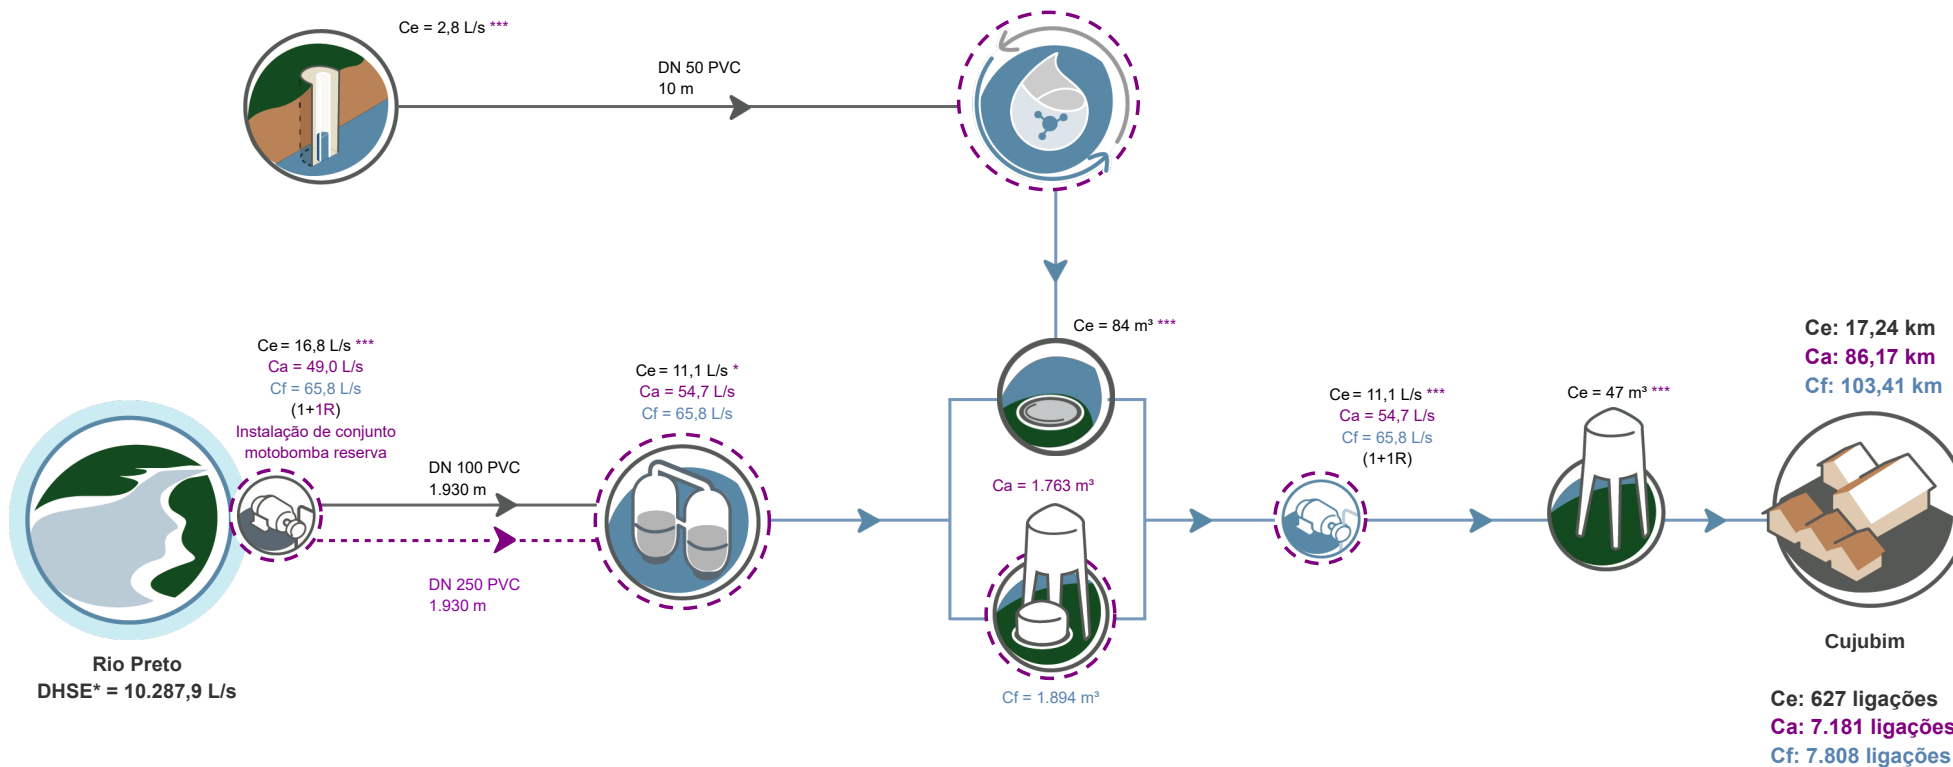 Ce = 2,8 L/s ***
DN 50 PVC
10 m
Ce = 16,8 L/s ***
Ca = 49,0 L/s
Cf = 65,8 L/s
(1+1R)
Instalação de conjunto
motobomba reserva
DN 100 PVC
1.930 m
DN 250 PVC
1.930 m
Rio Preto
DHSE* = 10.287,9 L/s
Ce = 11,1 L/s *
Ca = 54,7 L/s
Cf = 65,8 L/s
Ce = 84 m³ ***
Ca = 1.763 m³
Cf = 1.894 m³
Ce = 11,1 L/s ***
Ca = 54,7 L/s
Cf = 65,8 L/s
(1+1R)
Ce = 47 m³ ***
Ce: 17,24 km
Ca: 86,17 km
Cf: 103,41 km
Cujubim
Ce: 627 ligações
Ca: 7.181 ligações
Cf: 7.808 ligações